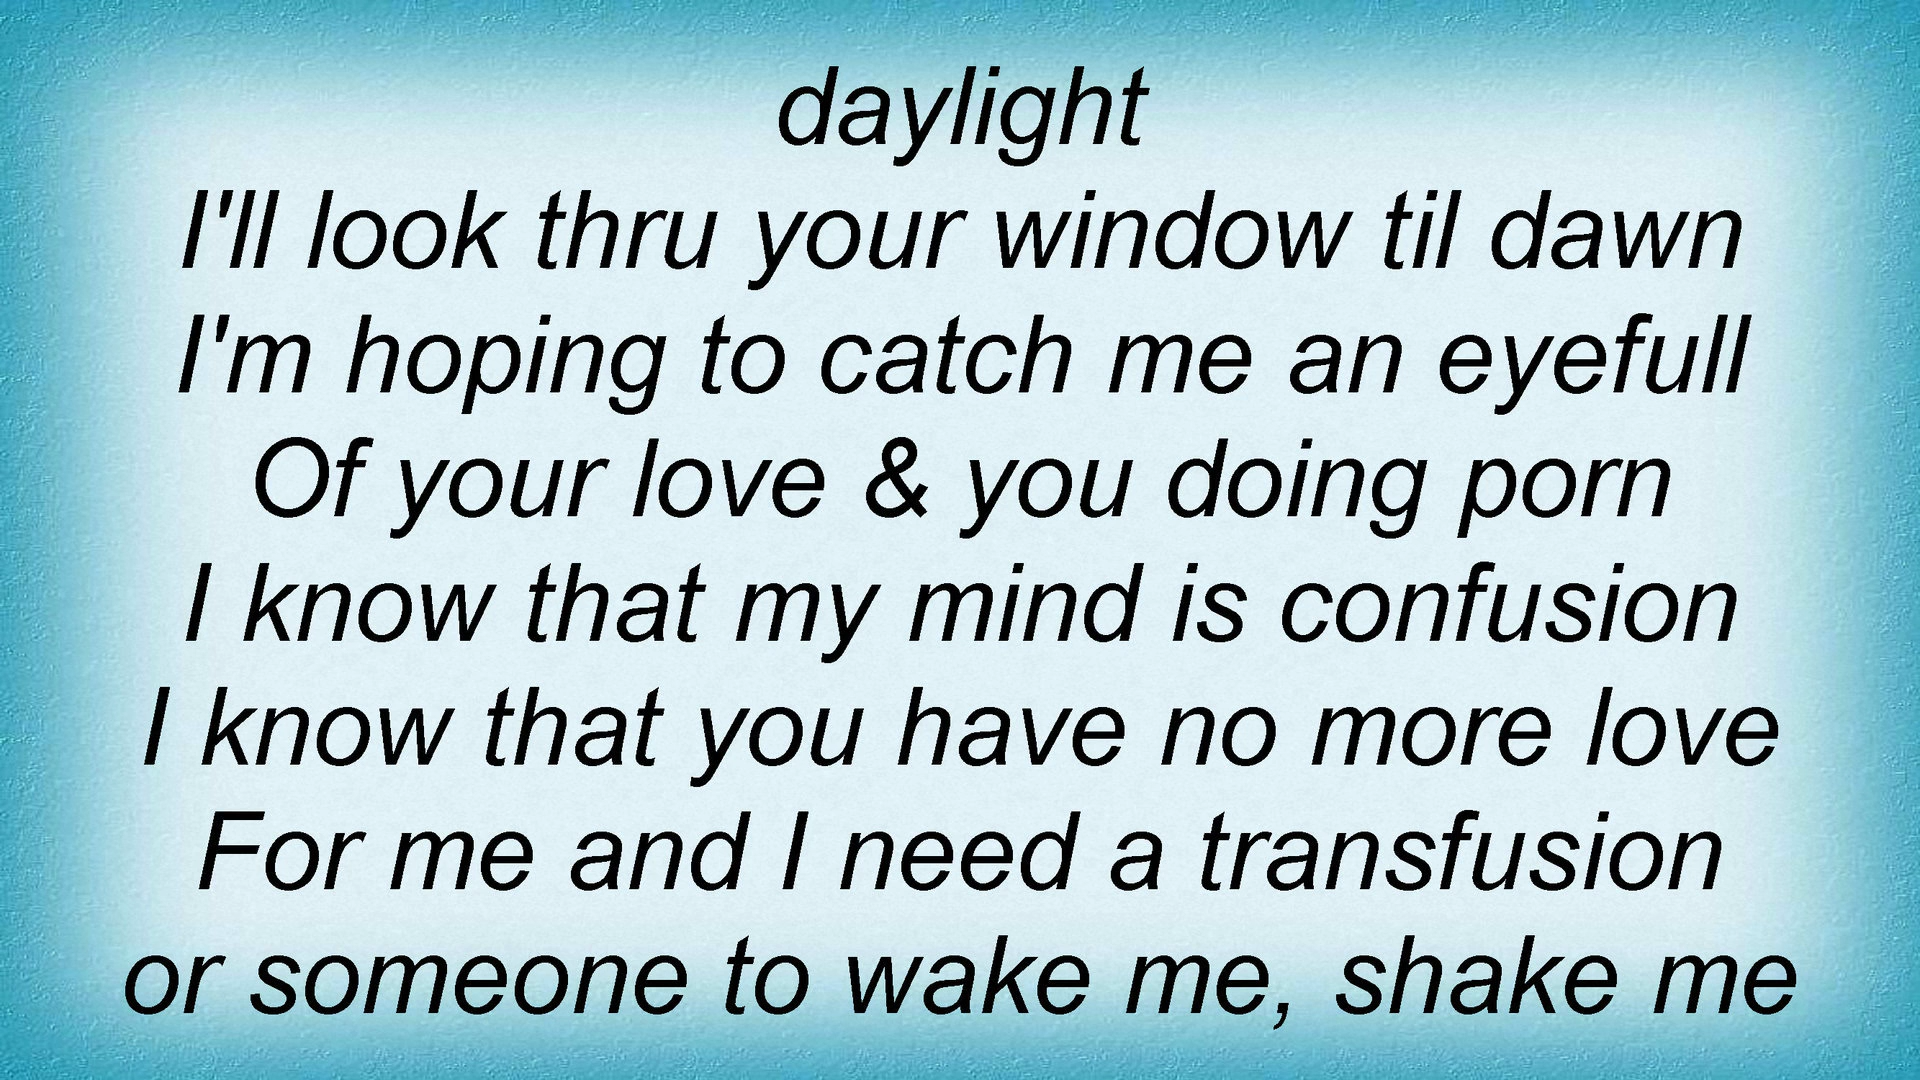 daylight
I'll look thru your window til dawn
I'm hoping to catch me an eyefull
Of your love & you doing porn
I know that my mind is confusion
I know that you have no more love
For me and I need a transfusion
or someone to wake me, shake me